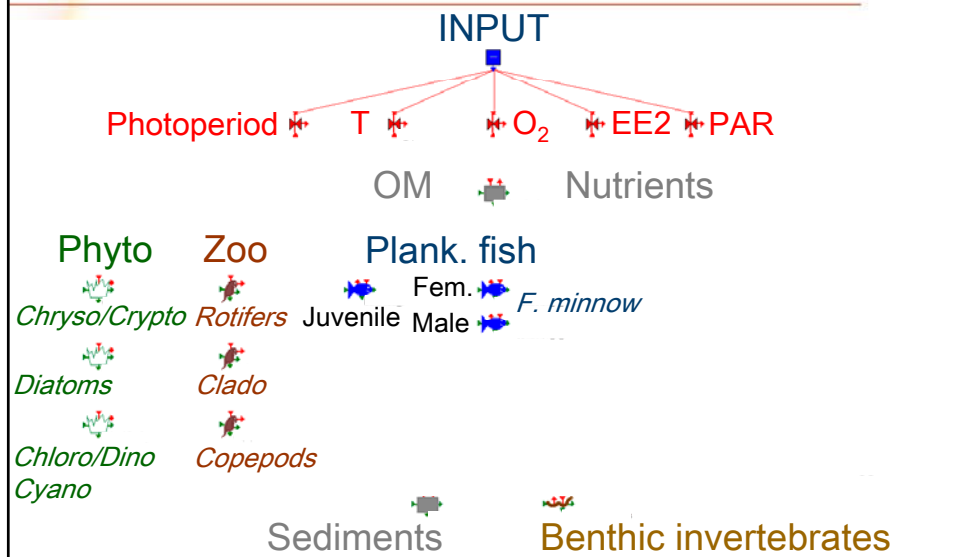 INPUT
Photoperiod T O2 EE2 PAR
OM Nutrients
Phyto Zoo Plank. fish
Fem.
F. minnow
Chryso/Crypto Rotifers Juvenile Male
Diatoms Clado
Chloro/Dino Copepods
Cyano
Sediments Benthic invertebrates